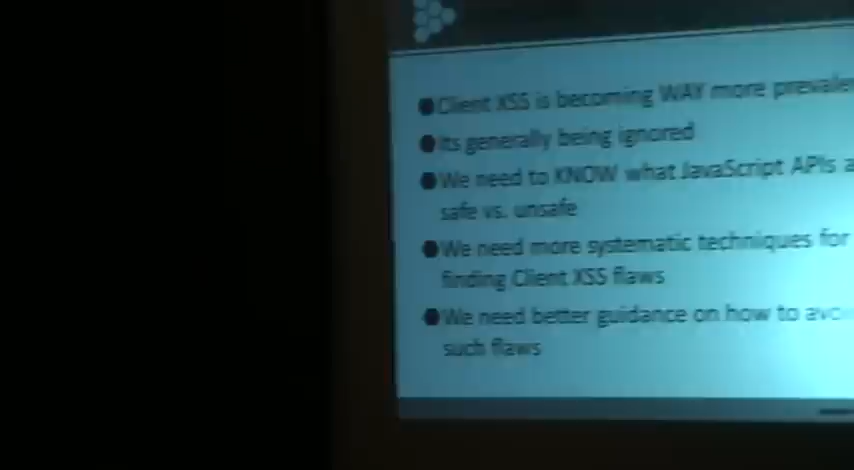 Client XSS is becoming WAY more
Its generally being ignored
We need to KNOW what JavaScript APIs
safe vs. unsafe
We need more systematic techniques for
finding Client XSS flaws
We need better guidance on how to
such flaws